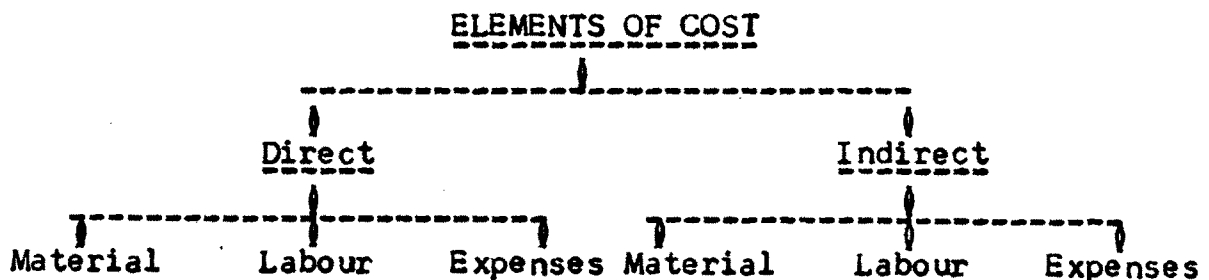 ELEMENTS OF COST
Direct Indirect
Material Labour Expenses Material Labour Expenses